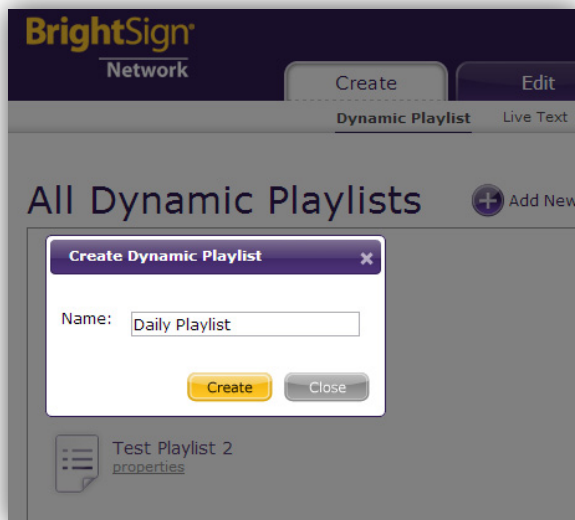 BrightSign
Network
Create
Edit
Dynamic Playlist
Live Text
All Dynamic Playlists
Add New
Create Dynamic Playlist
Name:
Daily Playlist
Create
Close
Test Playlist 2
properties